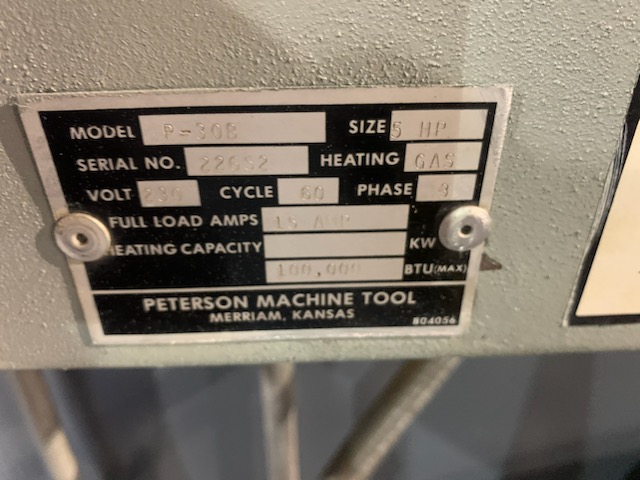 MODEL P-30B SIZE 5 HP
SERIAL NO. HEATING GAS
VOLT 230 CYCLE 60 PHASE 3
FULL LOAD AMPS 15 AMP
HEATING CAPACITY KW
100,000 BTU(MAX)
PETERSON MACHINE TOOL
MERRIAM, KANSAS
804056